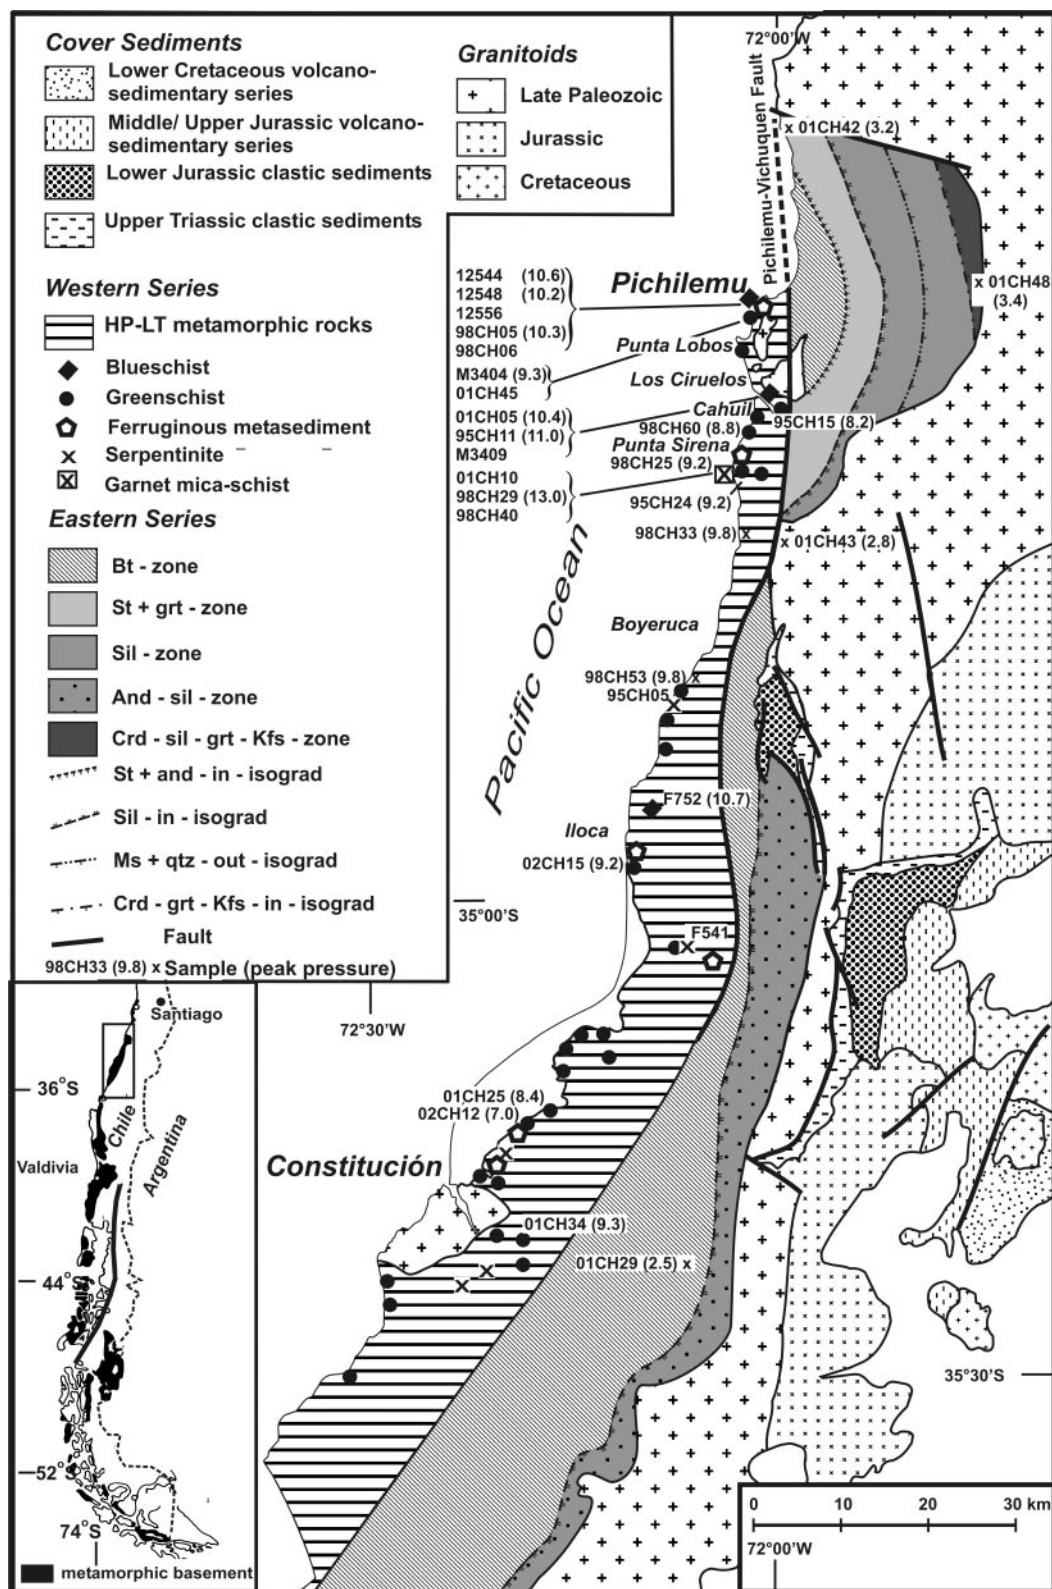 Cover Sediments
Lower Cretaceous volcano-
sedimentary series
Middle/ Upper Jurassic volcano-
sedimentary series
Lower Jurassic clastic sediments
Upper Triassic clastic sediments
Granitoids
Late Paleozoic
Jurassic
Cretaceous
Western Series
HP-LT metamorphic rocks
Blueschist
Greenschist
Ferruginous metasediment
Serpentinite
Garnet mica-schist
Eastern Series
Bt - zone
St + grt - zone
Sil - zone
And - sil - zone
Crd - sil - grt - Kfs - zone
St + and - in - isograd
Sil - in - isograd
Ms + qtz - out - isograd
Crd - grt - Kfs - in - isograd
Fault
98CH33 (9.8) x Sample (peak pressure)
72°00'W
Pichilemu-Vichuquen Fault
x 01CH42 (3.2)
x 01CH48
(3.4)
12544 (10.6)
12548 (10.2)
12556
98CH05 (10.3)
98CH06
M3404 (9.3)
01CH45
01CH05 (10.4)
95CH11 (11.0)
M3409
01CH10
98CH29 (13.0)
98CH40
Pichilemu
Punta Lobos
Los Ciruelos
Cahuil
95CH15 (8.2)
98CH60 (8.8)
Punta Sirena
98CH25 (9.2)
95CH24 (9.2)
98CH33 (9.8) x
x 01CH43 (2.8)
Pacific Ocean
Boyeruca
98CH53 (9.8) x
95CH05
F752 (10.7)
Iloca
02CH15 (9.2)
35°00'S
F541
72°30'W
01CH25 (8.4)
02CH12 (7.0)
Constitución
01CH34 (9.3)
01CH29 (2.5) x
35°30'S
Santiago
36°S
Chile
Argentina
Valdivia
44°S
52°S
74°S
metamorphic basement
0 10 20 30 km
72°00'W